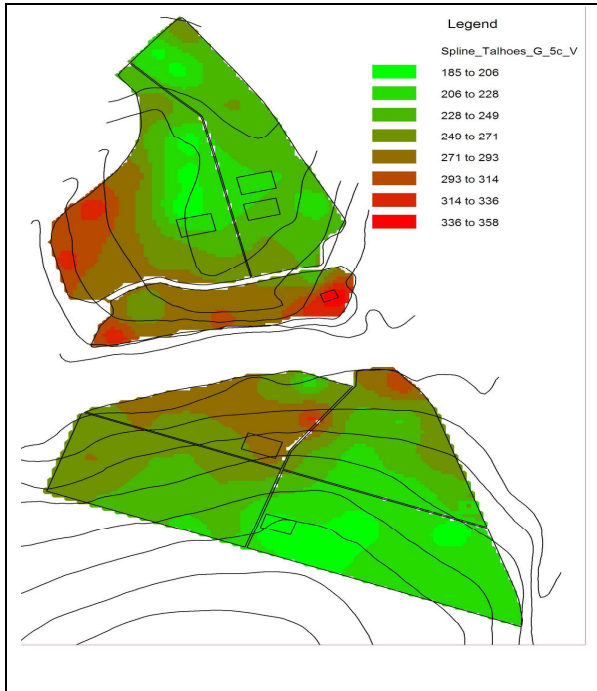 Legend
Spline_Talhoes_G_5c_V
185 to 206
206 to 228
228 to 249
240 to 271
271 to 293
293 to 314
314 to 336
336 to 358